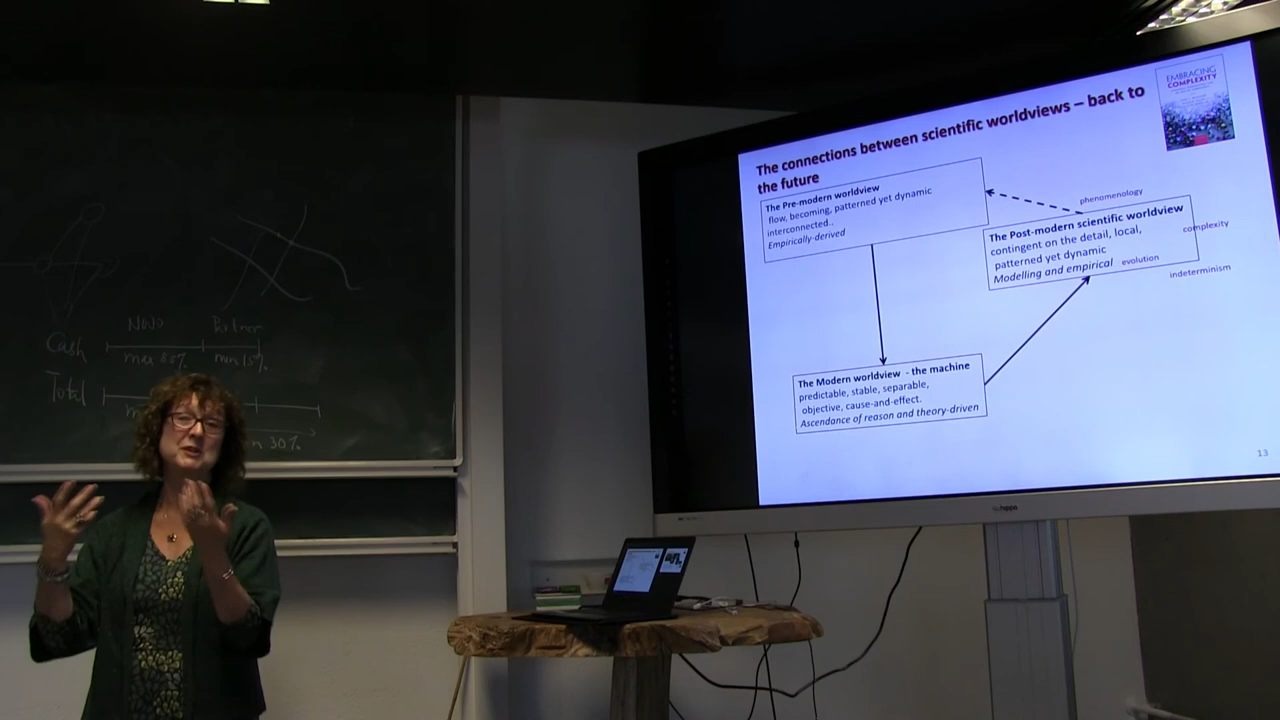 NOVO Partner
Cash max 85% min 15%
Total
n 30%
The connections between scientific worldviews – back to
the future
EMBRACING
COMPLEXITY
The Pre-modern worldview
flow, becoming, patterned yet dynamic
interconnected..
Empirically-derived
phenomenology
The Post-modern scientific worldview
contingent on the detail, local,
patterned yet dynamic
Modelling and empirical
complexity
evolution
indeterminism
The Modern worldview - the machine
predictable, stable, separable,
objective, cause-and-effect.
Ascendance of reason and theory-driven
13